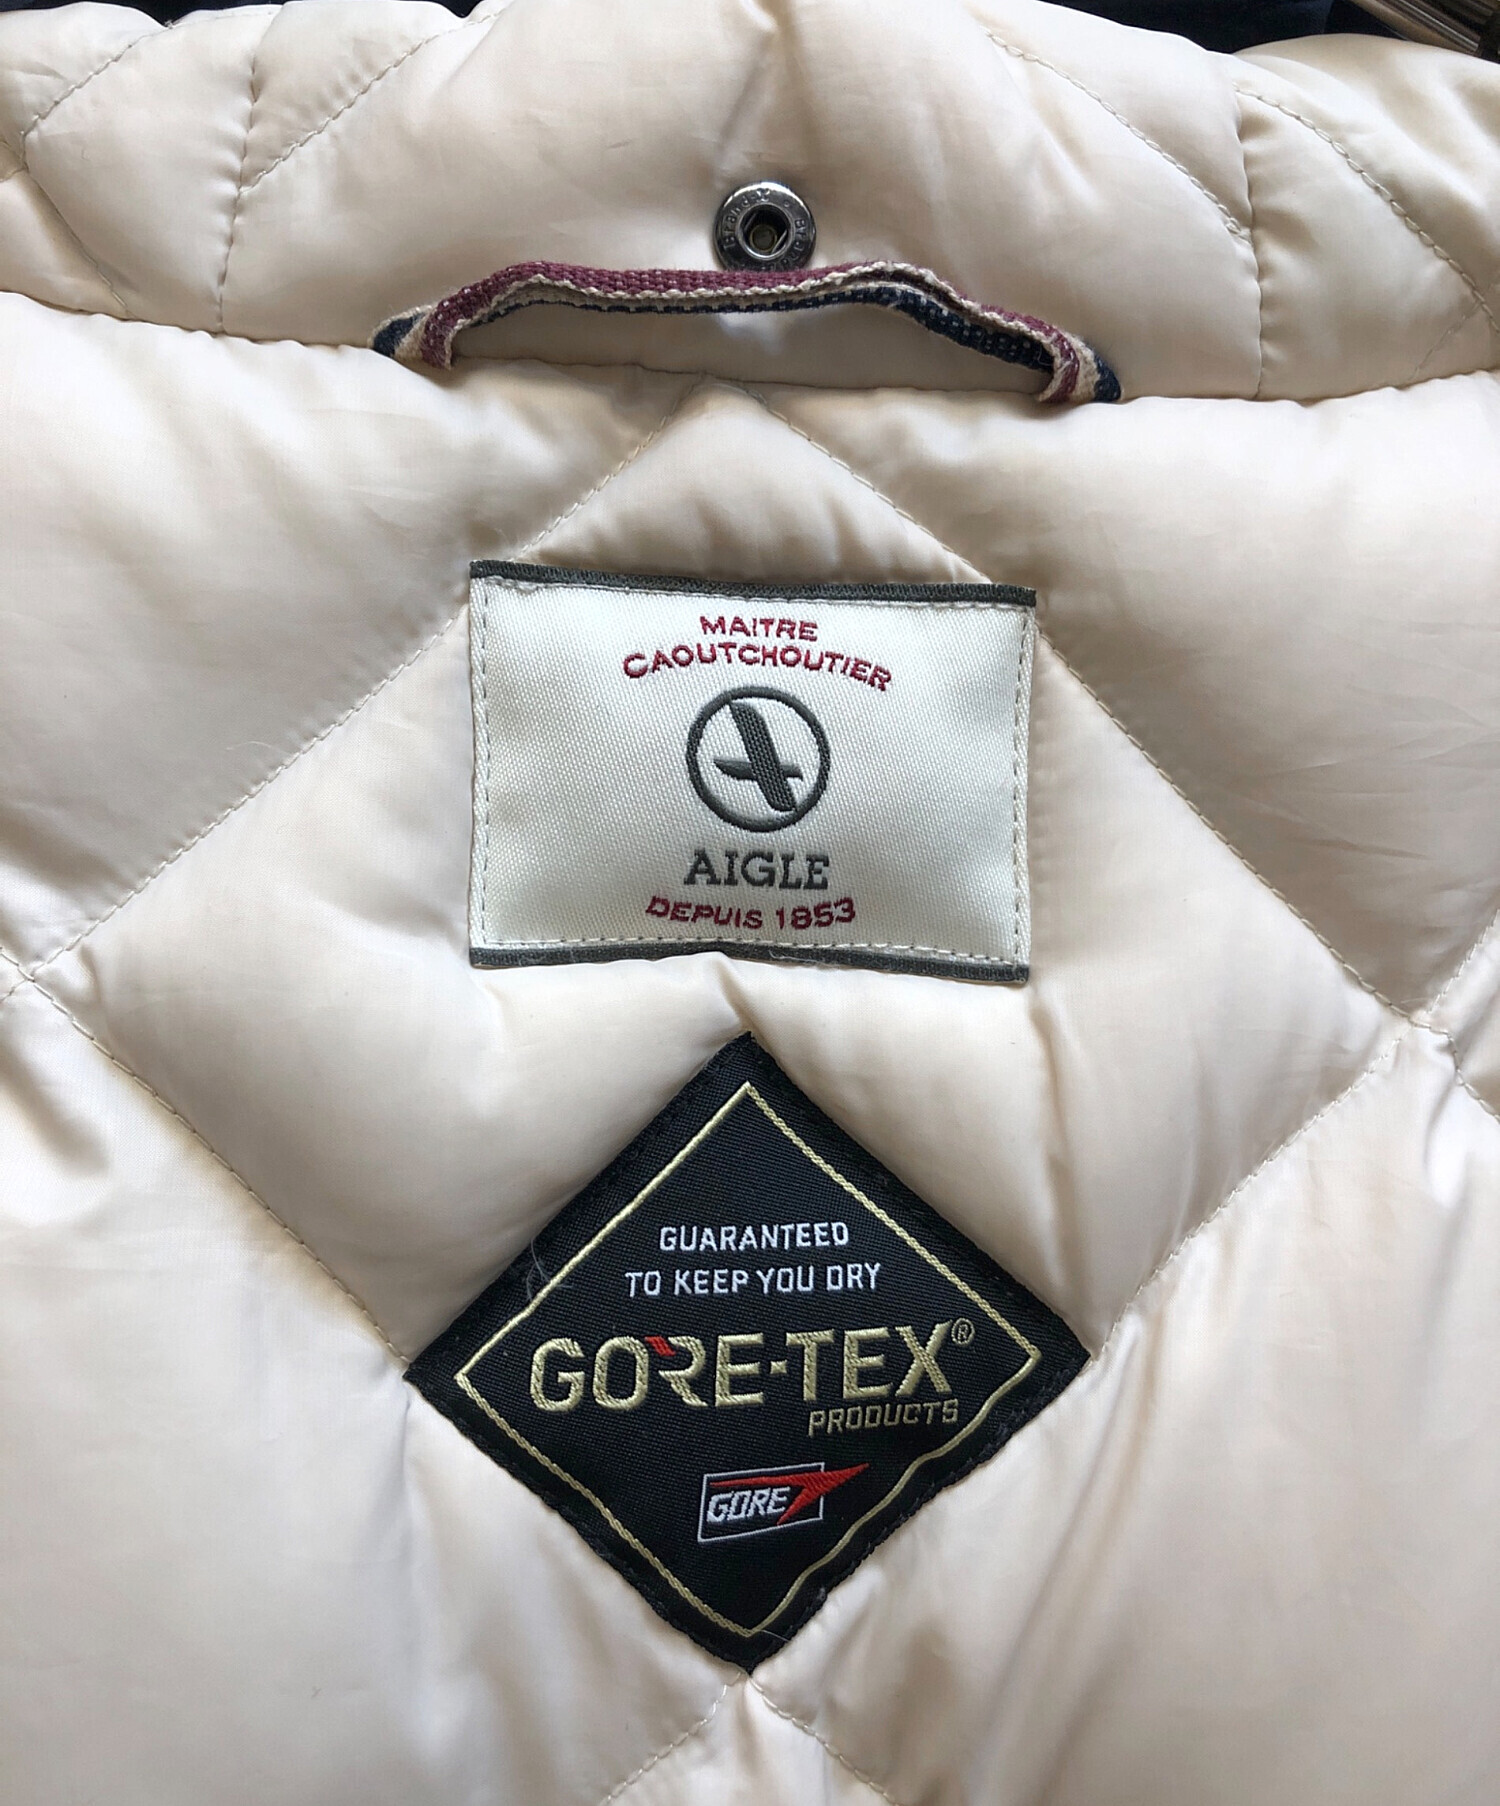 MAITRE
CAOUTCHOUTIER
AIGLE
DEPUIS 1853
GUARANTEED
TO KEEP YOU DRY
GORE-TEX®
PRODUCTS
GORE